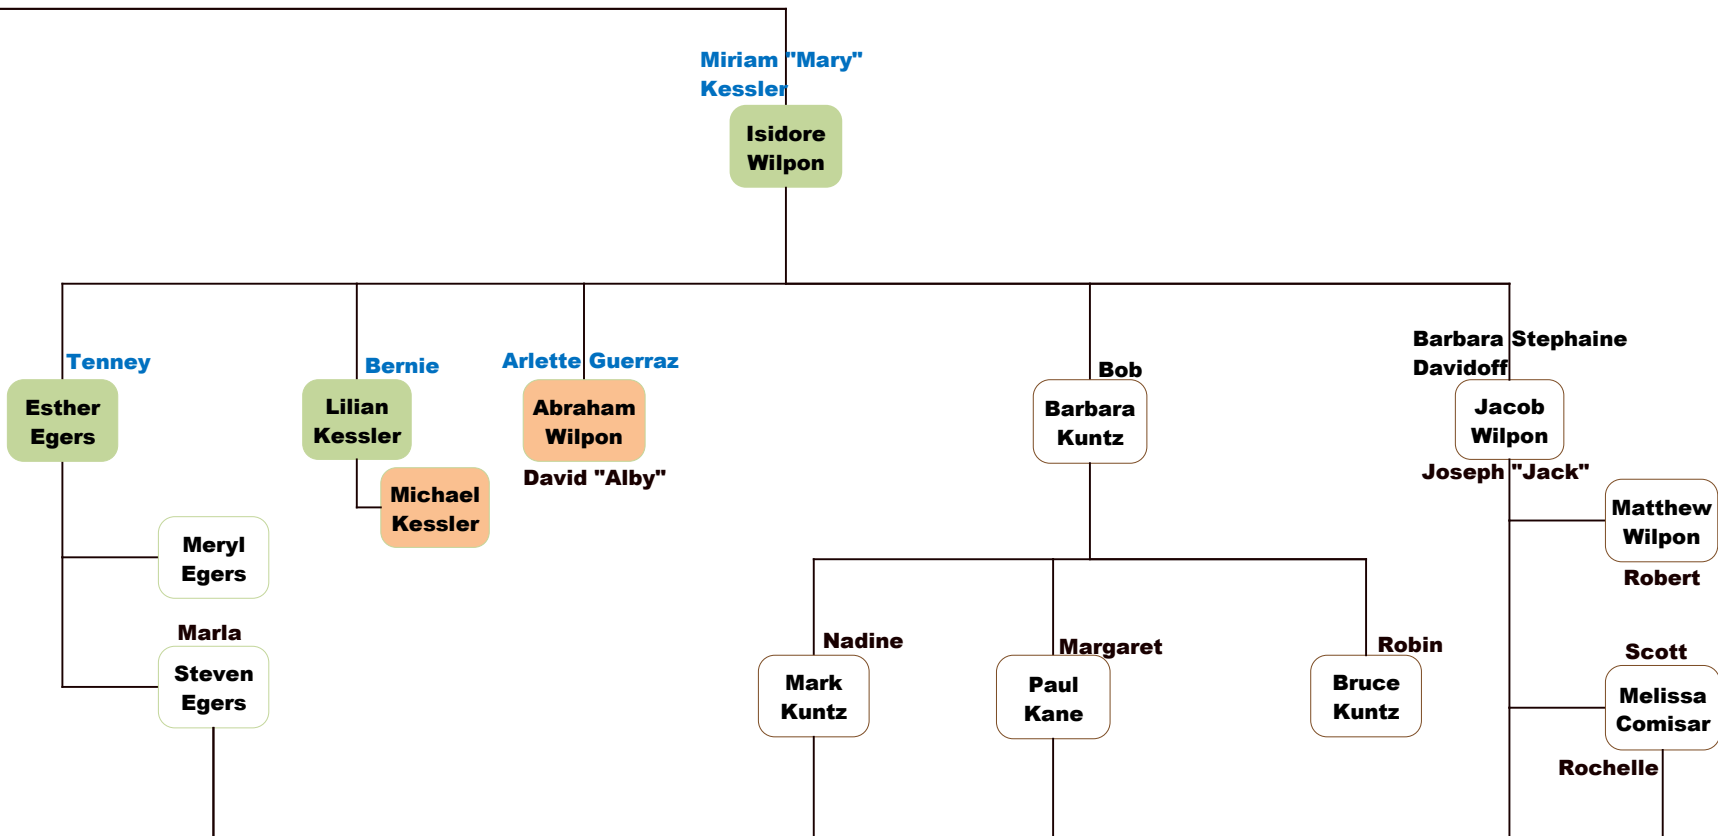 Miriam "Mary"
Kessler
Isidore
Wilpon
Tenney
Esther
Egers
Bernie
Lilian
Kessler
Arlette Guerraz
Abraham
Wilpon
David "Alby"
Bob
Barbara
Kuntz
Barbara Stephaine
Davidoff
Jacob
Wilpon
Joseph "Jack"
Michael
Kessler
Matthew
Wilpon
Robert
Meryl
Egers
Marla
Steven
Egers
Nadine
Mark
Kuntz
Margaret
Paul
Kane
Robin
Bruce
Kuntz
Scott
Melissa
Comisar
Rochelle